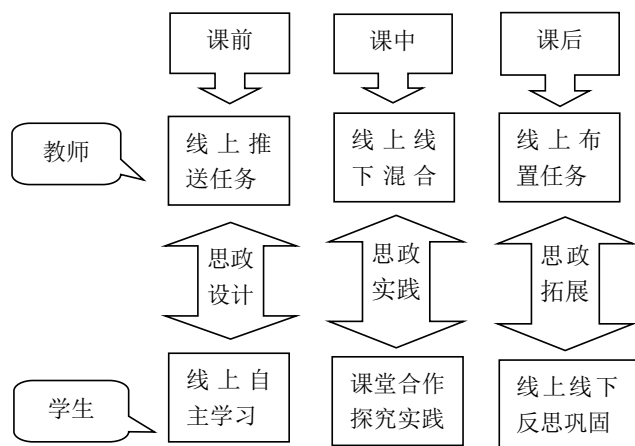 课前
课中
课后
教师
线上推
送任务
线上线
下混合
线上布
置任务
思政
设计
思政
实践
思政
拓展
学生
线上自
主学习
课堂合作
探究实践
线上线下
反思巩固